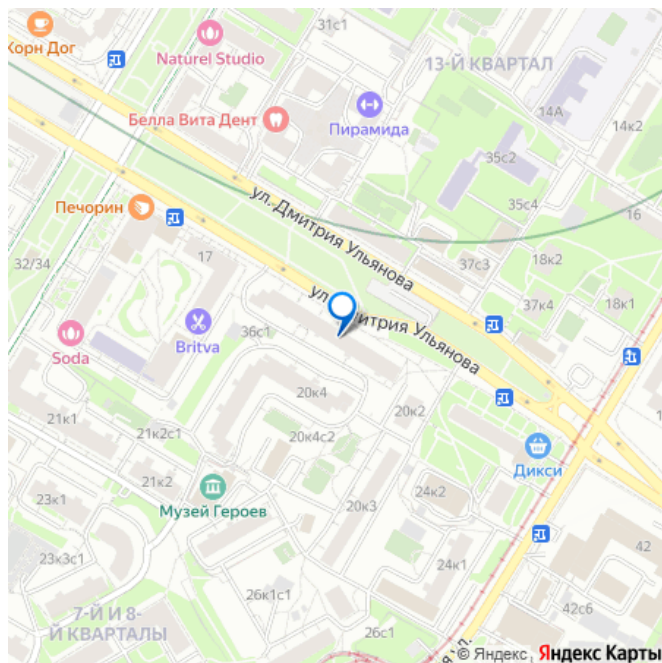 31с1
Корн Дог
Naturel Studio
13-Й КВАРТАЛ
14А
Белла Вита Дент
Пирамида
14к2
35с2
ул. Дмитрия Ульянова
35с4
Печорин
16
17
32/34
37с3
18к2
ул. Дмитрия Ульянова
37к4
18к1
Britva
36с1
Soda
20к4
20к2
21к1
21к2с1
20к4с2
Дикси
21к2
23к1
24к2
Музей Героев
20к3
42
23к3с1
24к1
26к1с1
7-Й И 8-
Й КВАРТАЛЫ
42с6
26с1
© Яндекс
Яндекс Карты